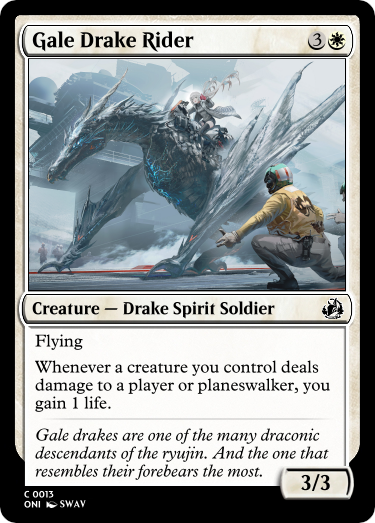 Gale Drake Rider 3
Creature — Drake Spirit Soldier
Flying
Whenever a creature you control deals
damage to a player or planeswalker, you
gain 1 life.
Gale drakes are one of the many draconic
descendants of the ryujin. And the one that
resembles their forebears the most.
3/3
C 0013
ONI SWAV